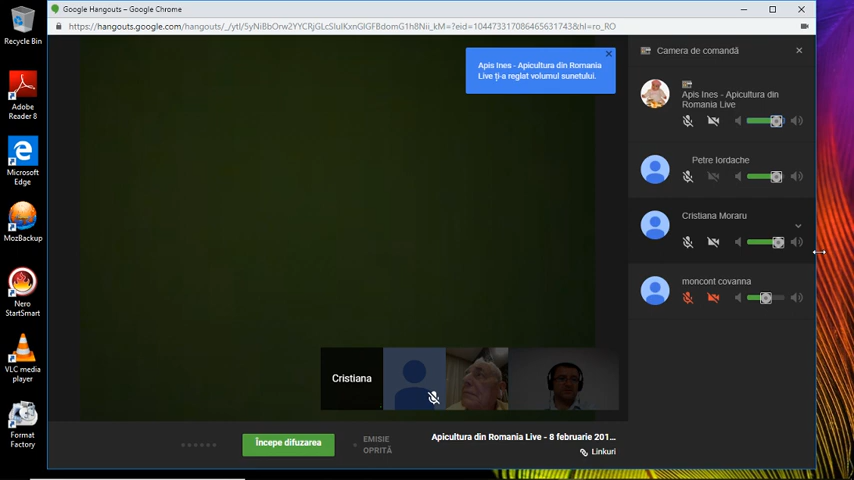 Google Hangouts – Google Chrome
https://hangouts.google.com/hangouts/_/ytl/5yNiBbOrw2YYCRjGLcSluIKxnGlGFBdomG1h8Nii_kM=?eid=104473317086465631743&hl=ro_RO
Recycle Bin
Adobe Reader 8
Microsoft Edge
MozBackup
Nero StartSmart
VLC media player
Format Factory
Apis Ines - Apicultura din Romania
Live ți-a reglat volumul sunetului.
Camera de comandă
Apis Ines - Apicultura din
Romania Live
Petre Iordache
Cristiana Moraru
moncont covanna
Cristiana
Începe difuzarea
EMISIE
OPRITĂ
Apicultura din Romania Live - 8 februarie 201...
Linkuri